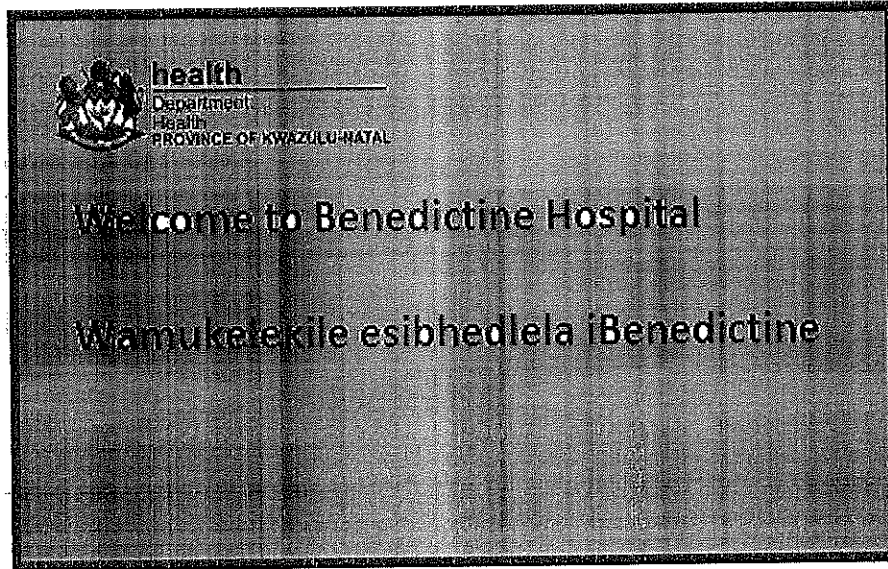 health
Department:
Health
PROVINCE OF KWAZULU-NATAL
Welcome to Benedictine Hospital
Wamukelekile esibhedlela iBenedictine